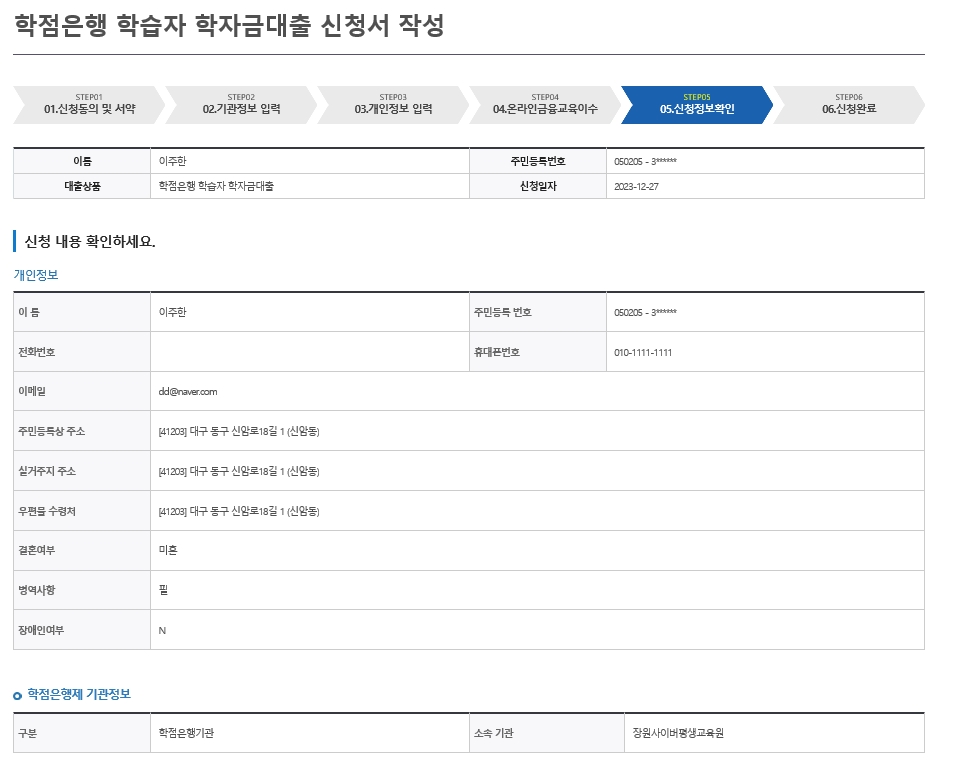 학점은행 학습자 학자금대출 신청서 작성
STEP01 STEP02 STEP03 STEP04 STEP05 STEP06
01.신청동의 및 서약 02.기관정보 입력 03.개인정보 입력 04.온라인금융교육이수 05.신청정보확인 06.신청완료
이름 이주한 주민등록번호 050205 - 3******
대출상품 학점은행 학습자 학자금대출 신청일자 2023-12-27
신청 내용 확인하세요.
개인정보
이 름 이주한 주민등록 번호 050205 - 3******
전화번호 휴대폰번호 010-1111-1111
이메일 dd@naver.com
주민등록상 주소 [41203] 대구 동구 신암로18길 1 (신암동)
실거주지 주소 [41203] 대구 동구 신암로18길 1 (신암동)
우편물 수령처 [41203] 대구 동구 신암로18길 1 (신암동)
결혼여부 미혼
병역사항 필
장애인여부 N
학점은행제 기관정보
구분 학점은행기관 소속 기관 장원사이버평생교육원